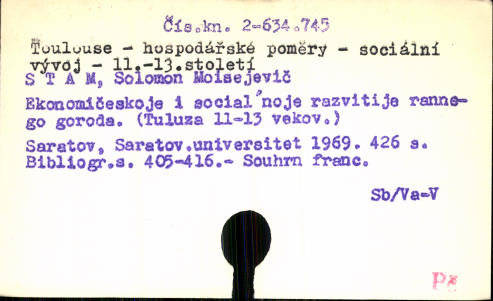 Čís.kn. 2-634.745
Toulouse - hospodářské poměry - sociální
vývoj - 11.-13.století
S T A M, Solomon Moisejevič
Ekonomičeskoje i social'noje razvitije ranne-
go goroda. (Tuluza 11-13 vekov.)
Saratov, Saratov.universitet 1969. 426 s.
Bibliogr.s. 405-416.- Souhrn franc.
Sb/Va-V